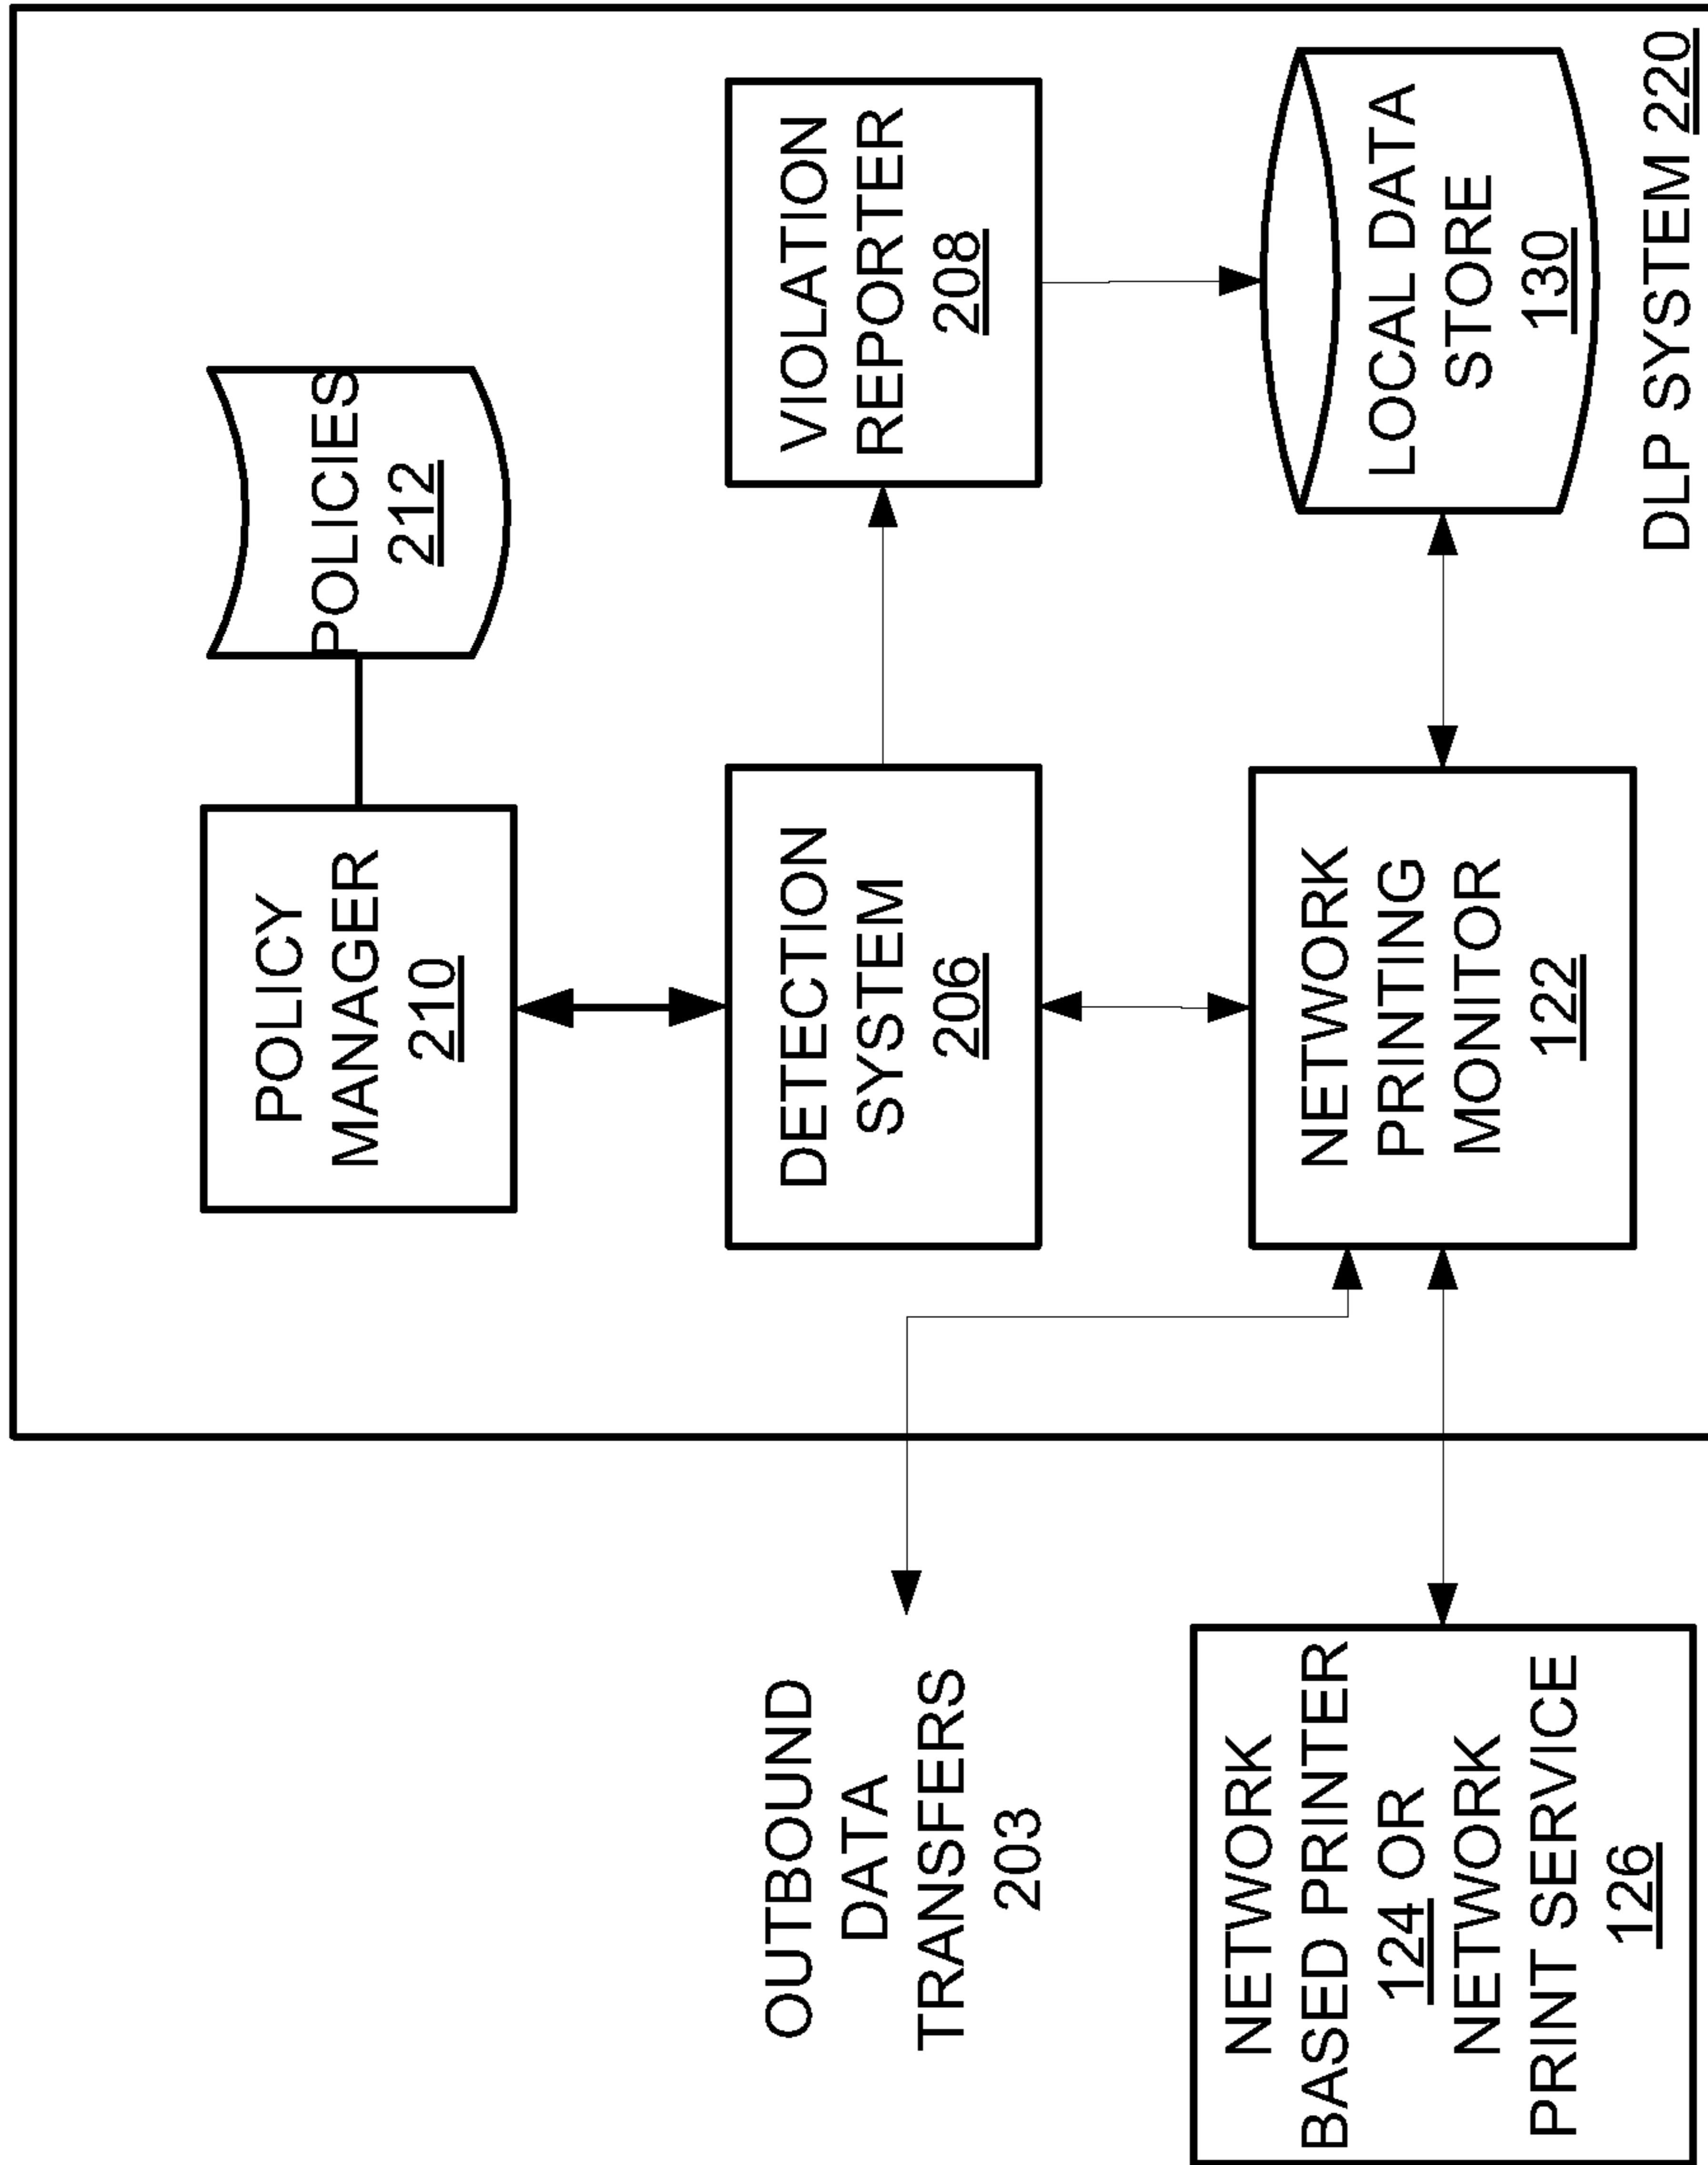 POLICY
MANAGER
210
POLICIES
212
DETECTION
SYSTEM
206
VIOLATION
REPORTER
208
OUTBOUND
DATA
TRANSFERS
203
NETWORK
BASED PRINTER
124 OR
NETWORK
PRINT SERVICE
126
NETWORK
PRINTING
MONITOR
122
LOCAL DATA
STORE
130
DLP SYSTEM 220